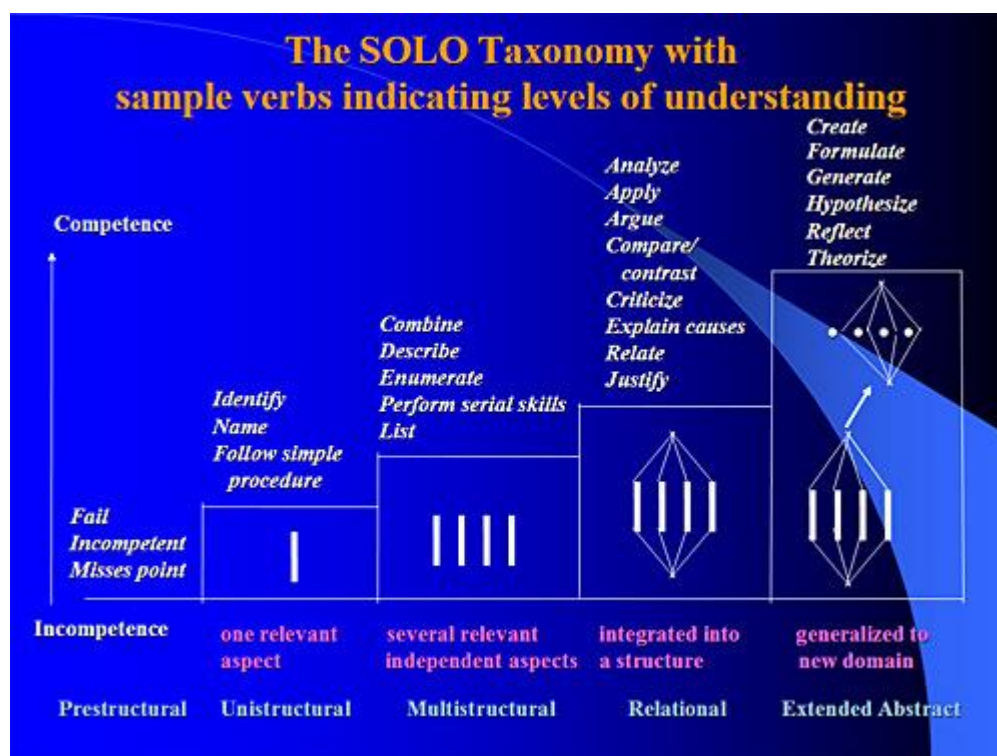 The SOLO Taxonomy with
sample verbs indicating levels of understanding
Competence
Fail
Incompetent
Misses point
Identify
Name
Follow simple
procedure
Combine
Describe
Enumerate
Perform serial skills
List
Analyze
Apply
Argue
Compare/
contrast
Criticize
Explain causes
Relate
Justify
Create
Formulate
Generate
Hypothesize
Reflect
Theorize
Incompetence
one relevant
aspect
several relevant
independent aspects
integrated into
a structure
generalized to
new domain
Prestructural
Unistructural
Multistructural
Relational
Extended Abstract